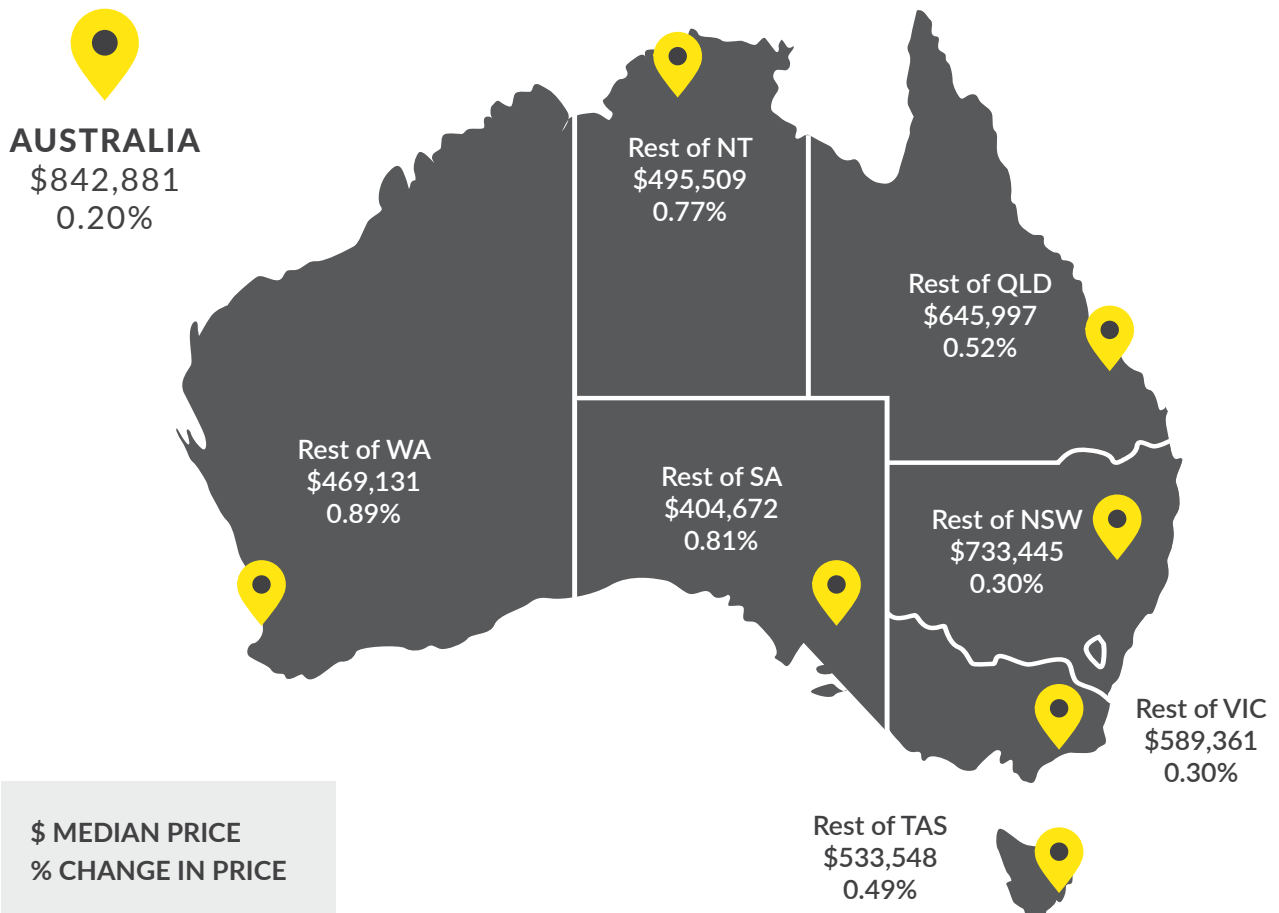 AUSTRALIA
$842,881
0.20%
Rest of NT
$495,509
0.77%
Rest of QLD
$645,997
0.52%
Rest of WA
$469,131
0.89%
Rest of SA
$404,672
0.81%
Rest of NSW
$733,445
0.30%
Rest of VIC
$589,361
0.30%
Rest of TAS
$533,548
0.49%
$ MEDIAN PRICE
% CHANGE IN PRICE